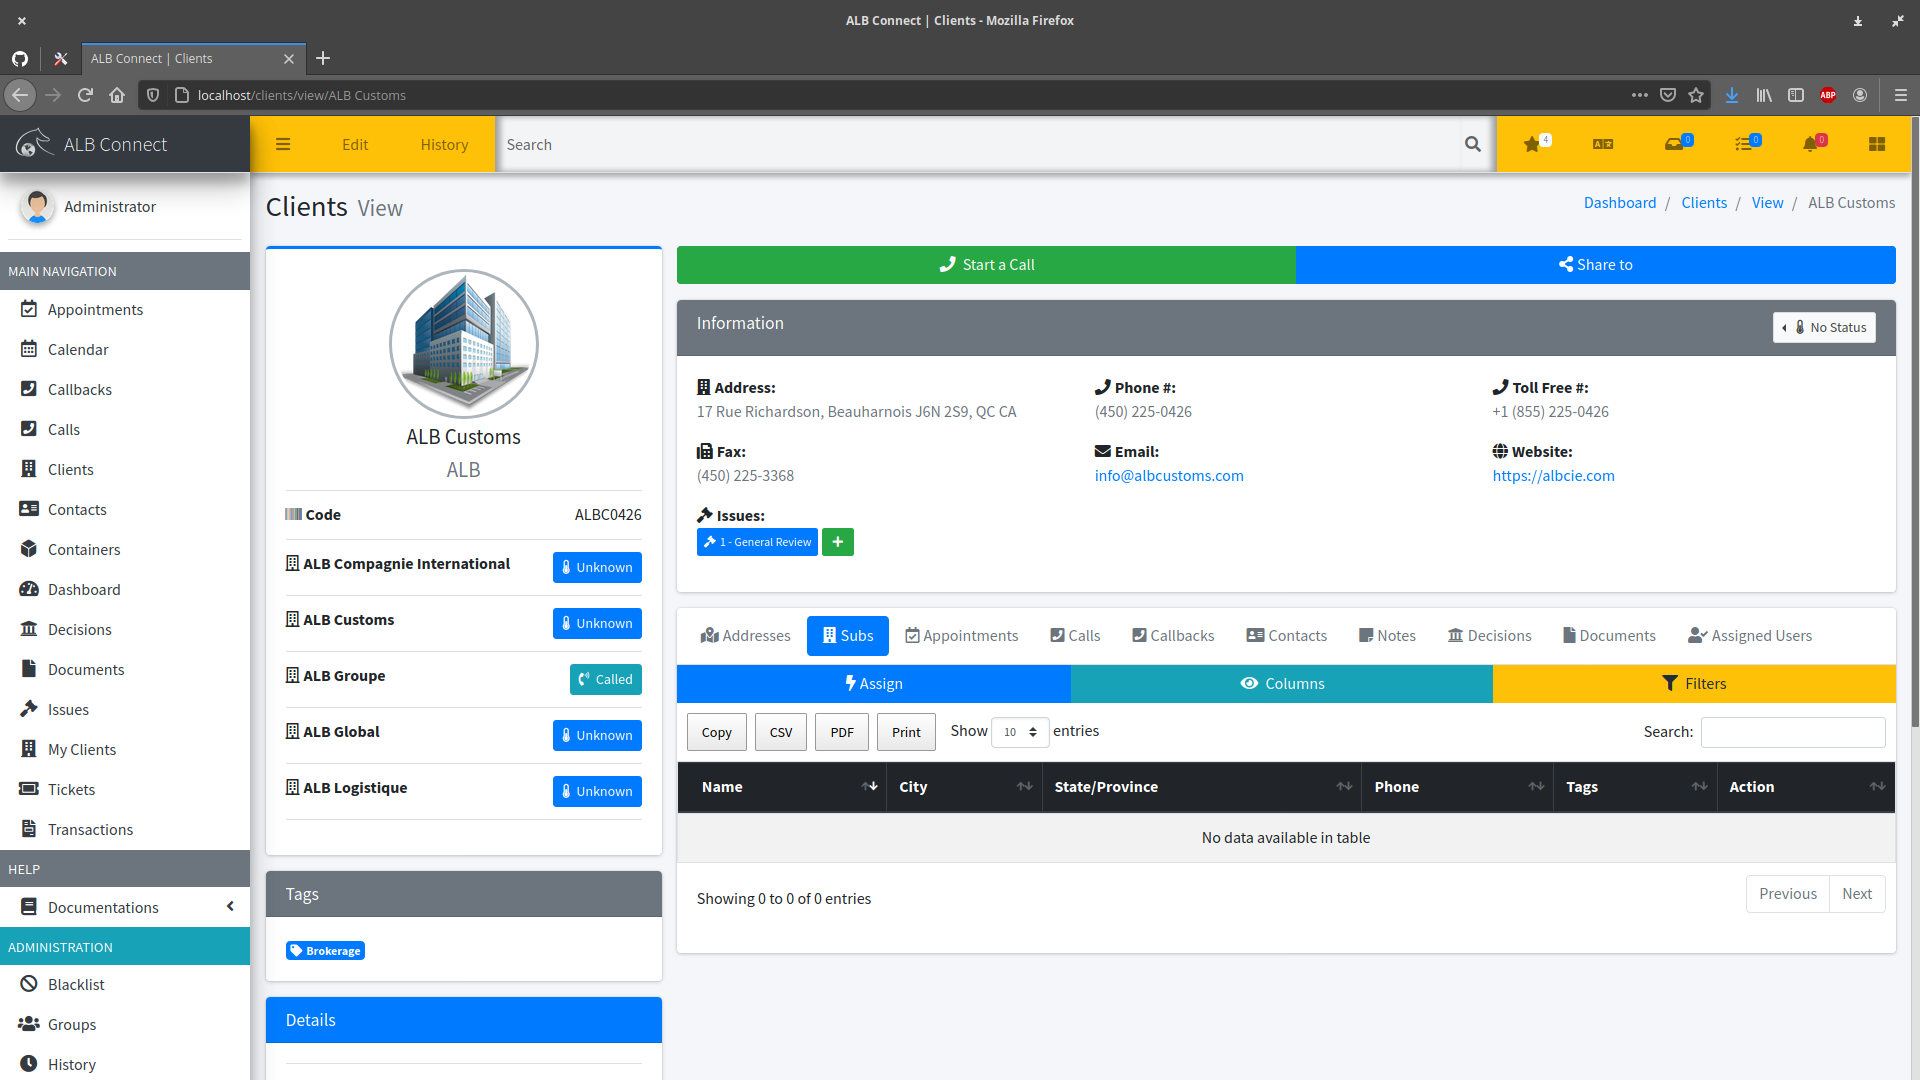 ALB Connect | Clients - Mozilla Firefox
ALB Connect | Clients
localhost/clients/view/ALB Customs
ABP
ALB Connect
Edit
History
Search
4
0
0
0
Administrator
MAIN NAVIGATION
Appointments
Calendar
Callbacks
Calls
Clients
Contacts
Containers
Dashboard
Decisions
Documents
Issues
My Clients
Tickets
Transactions
HELP
Documentations
ADMINISTRATION
Blacklist
Groups
History
Clients View
Dashboard / Clients / View / ALB Customs
ALB Customs
ALB
Code ALBC0426
ALB Compagnie International Unknown
ALB Customs Unknown
ALB Groupe Called
ALB Global Unknown
ALB Logistique Unknown
Tags
Brokerage
Details
Start a Call
Share to
Information
No Status
Address:
17 Rue Richardson, Beauharnois J6N 2S9, QC CA
Phone #:
(450) 225-0426
Toll Free #:
+1 (855) 225-0426
Fax:
(450) 225-3368
Email:
info@albcustoms.com
Website:
https://albcie.com
Issues:
1 - General Review
Addresses Subs Appointments Calls Callbacks Contacts Notes Decisions Documents Assigned Users
Assign Columns Filters
Copy CSV PDF Print Show 10 entries Search:
Name City State/Province Phone Tags Action
No data available in table
Showing 0 to 0 of 0 entries
Previous Next